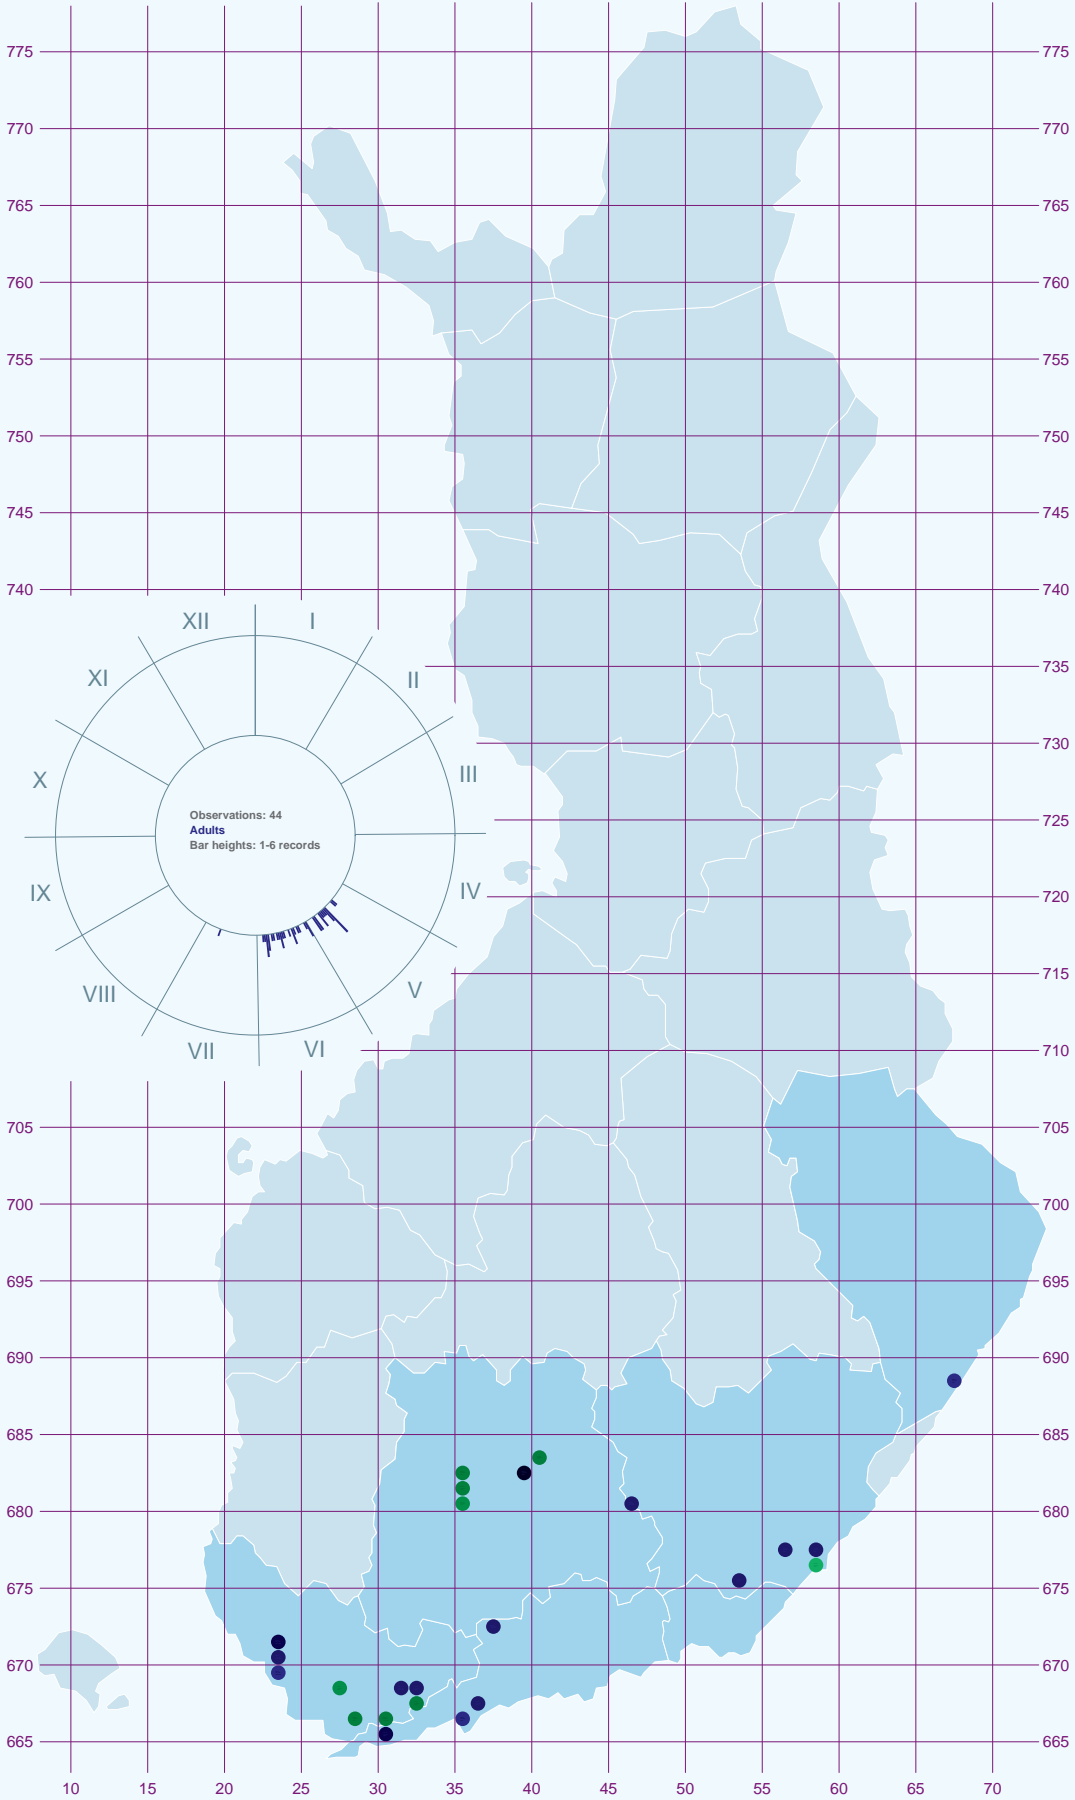 775 775
770 770
765 765
760 760
755 755
750 750
745 745
740 740
XII I
XI II
735
730
X III
725
Observations: 44
Adults
Bar heights: 1-6 records
IX IV
720
715
VIII V
VII VI
710
705 705
700 700
695 695
690 690
685 685
680 680
675 675
670 670
665 665
10 15 20 25 30 35 40 45 50 55 60 65 70